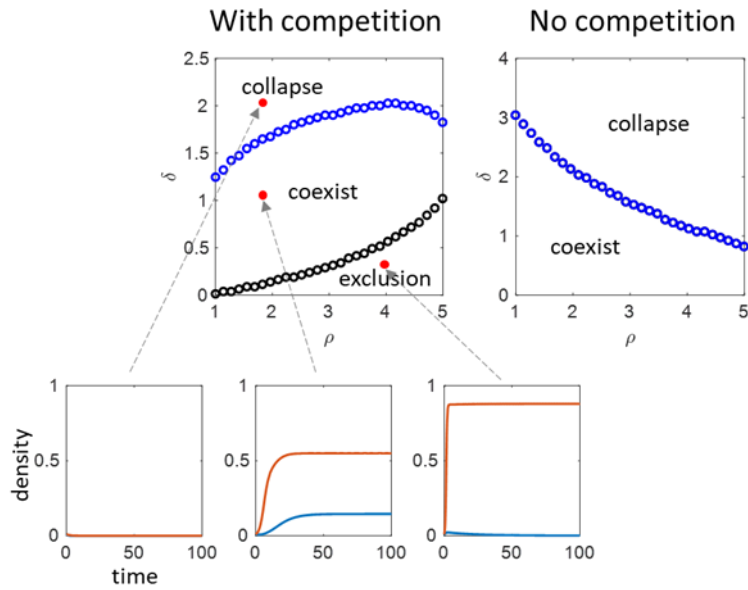 With competition
No competition
2.5
2
1.5
1
0.5
0
δ
collapse
coexist
exclusion
1 2 3 4 5
ρ
4
3
2
1
0
δ
collapse
coexist
1 2 3 4 5
ρ
density
1
0.5
0
0 50 100
time
1
0.5
0
0 50 100
1
0.5
0
0 50 100